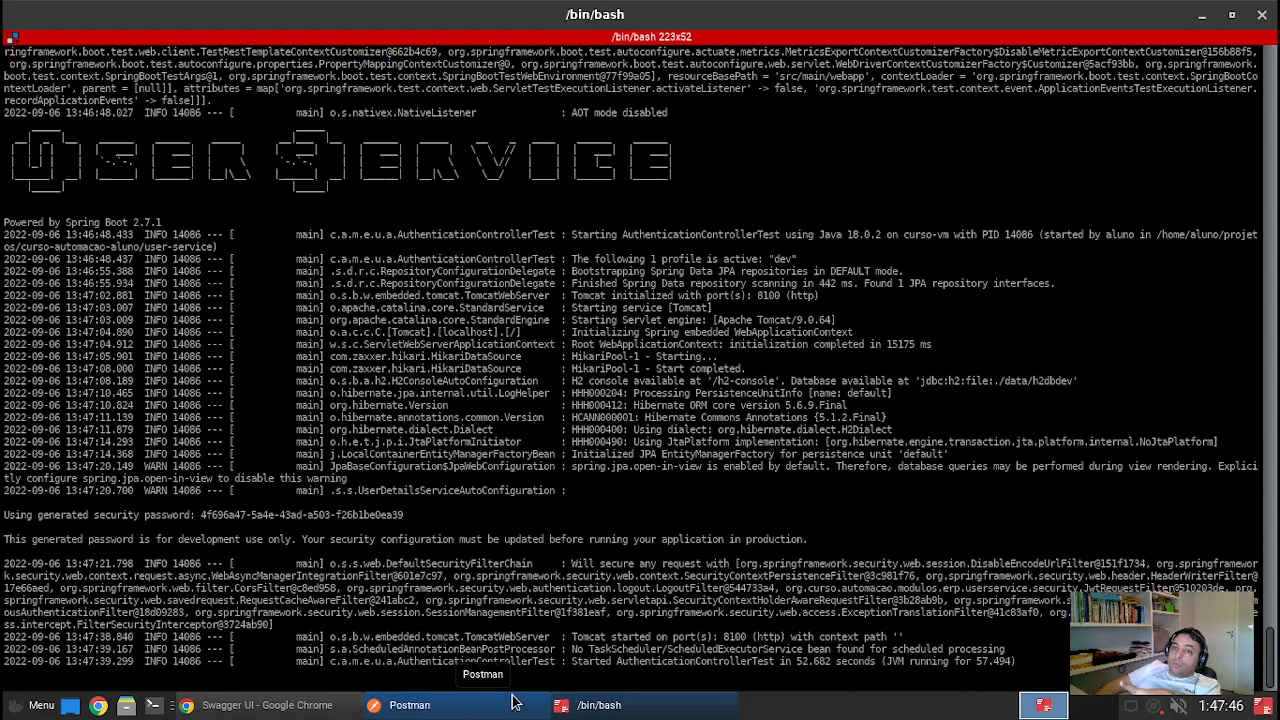 /bin/bash
/bin/bash 223x52
ringframework.boot.test.web.client.TestRestTemplateContextCustomizer@662b4c69, org.springframework.boot.test.autoconfigure.actuate.metrics.MetricsExportContextCustomizerFactory$DisableMetricExportContextCustomizer@156b88f5,
org.springframework.boot.test.autoconfigure.properties.PropertyMappingContextCustomizer@0, org.springframework.boot.test.autoconfigure.web.servlet.WebDriverContextCustomizerFactory$Customizer@5acf93bb, org.springframework.
boot.test.context.SpringBootTestArgs@1, org.springframework.boot.test.context.SpringBootTestWebEnvironment@77f99a05], resourceBasePath = 'src/main/webapp', contextLoader = 'org.springframework.boot.test.context.SpringBootCo
ntextLoader', parent = [null]], attributes = map['org.springframework.test.context.web.ServletTestExecutionListener.activateListener' -> false, 'org.springframework.test.context.event.ApplicationEventsTestExecutionListener.
recordApplicationEvents' -> false]]].
2022-09-06 13:46:48.027 INFO 14086 --- [ main] o.s.nativex.NativeListener : AOT mode disabled
USER SERVICE
Powered by Spring Boot 2.7.1
2022-09-06 13:46:48.433 INFO 14086 --- [ main] c.a.m.e.u.a.AuthenticationControllerTest : Starting AuthenticationControllerTest using Java 18.0.2 on curso-vm with PID 14086 (started by aluno in /home/aluno/projet
os/curso-automacao-aluno/user-service)
2022-09-06 13:46:48.437 INFO 14086 --- [ main] c.a.m.e.u.a.AuthenticationControllerTest : The following 1 profile is active: "dev"
2022-09-06 13:46:55.388 INFO 14086 --- [ main] .s.d.r.c.RepositoryConfigurationDelegate : Bootstrapping Spring Data JPA repositories in DEFAULT mode.
2022-09-06 13:46:55.934 INFO 14086 --- [ main] .s.d.r.c.RepositoryConfigurationDelegate : Finished Spring Data repository scanning in 442 ms. Found 1 JPA repository interfaces.
2022-09-06 13:47:02.881 INFO 14086 --- [ main] o.s.b.w.embedded.tomcat.TomcatWebServer : Tomcat initialized with port(s): 8100 (http)
2022-09-06 13:47:03.007 INFO 14086 --- [ main] o.apache.catalina.core.StandardService : Starting service [Tomcat]
2022-09-06 13:47:03.009 INFO 14086 --- [ main] org.apache.catalina.core.StandardEngine : Starting Servlet engine: [Apache Tomcat/9.0.64]
2022-09-06 13:47:04.890 INFO 14086 --- [ main] o.a.c.c.C.[Tomcat].[localhost].[/] : Initializing Spring embedded WebApplicationContext
2022-09-06 13:47:04.912 INFO 14086 --- [ main] w.s.c.ServletWebServerApplicationContext : Root WebApplicationContext: initialization completed in 15175 ms
2022-09-06 13:47:05.901 INFO 14086 --- [ main] com.zaxxer.hikari.HikariDataSource : HikariPool-1 - Starting...
2022-09-06 13:47:08.000 INFO 14086 --- [ main] com.zaxxer.hikari.HikariDataSource : HikariPool-1 - Start completed.
2022-09-06 13:47:08.189 INFO 14086 --- [ main] o.s.b.a.h2.H2ConsoleAutoConfiguration : H2 console available at '/h2-console'. Database available at 'jdbc:h2:file:./data/h2dbdev'
2022-09-06 13:47:10.465 INFO 14086 --- [ main] o.hibernate.jpa.internal.util.LogHelper : HHH000204: Processing PersistenceUnitInfo [name: default]
2022-09-06 13:47:10.824 INFO 14086 --- [ main] org.hibernate.Version : HHH000412: Hibernate ORM core version 5.6.9.Final
2022-09-06 13:47:11.139 INFO 14086 --- [ main] o.hibernate.annotations.common.Version : HCANN000001: Hibernate Commons Annotations {5.1.2.Final}
2022-09-06 13:47:11.879 INFO 14086 --- [ main] org.hibernate.dialect.Dialect : HHH000400: Using dialect: org.hibernate.dialect.H2Dialect
2022-09-06 13:47:14.293 INFO 14086 --- [ main] o.h.e.t.j.p.i.JtaPlatformInitiator : HHH000490: Using JtaPlatform implementation: [org.hibernate.engine.transaction.jta.platform.internal.NoJtaPlatform]
2022-09-06 13:47:14.368 INFO 14086 --- [ main] j.LocalContainerEntityManagerFactoryBean : Initialized JPA EntityManagerFactory for persistence unit 'default'
2022-09-06 13:47:20.149 WARN 14086 --- [ main] JpaBaseConfiguration$JpaWebConfiguration : spring.jpa.open-in-view is enabled by default. Therefore, database queries may be performed during view rendering. Explici
tly configure spring.jpa.open-in-view to disable this warning
2022-09-06 13:47:20.700 WARN 14086 --- [ main] .s.s.UserDetailsServiceAutoConfiguration :
Using generated security password: 4f696a47-5a4e-43ad-a503-f26b1be0ea39
This generated password is for development use only. Your security configuration must be updated before running your application in production.
2022-09-06 13:47:21.798 INFO 14086 --- [ main] o.s.s.web.DefaultSecurityFilterChain : Will secure any request with [org.springframework.security.web.session.DisableEncodeUrlFilter@151f1734, org.springframewor
k.security.web.context.request.async.WebAsyncManagerIntegrationFilter@601e7c97, org.springframework.security.web.context.SecurityContextPersistenceFilter@3c981f76, org.springframework.security.web.header.HeaderWriterFilter@
17e66aed, org.springframework.web.filter.CorsFilter@c8ed958, org.springframework.security.web.authentication.logout.LogoutFilter@544733a4, org.curso.automacao.modulos.erp.userservice.security.JwtRequestFilter@510203de, org.
springframework.security.web.savedrequest.RequestCacheAwareFilter@241abc2, org.springframework.security.web.servletapi.SecurityContextHolderAwareRequestFilter@3b28ab9b, org.springframework.security.web.authentication.Anonym
ousAuthenticationFilter@18d09283, org.springframework.security.web.session.SessionManagementFilter@1f381eaf, org.springframework.security.web.access.ExceptionTranslationFilter@41c83af0, org.
s.intercept.FilterSecurityInterceptor@3724ab90]
2022-09-06 13:47:38.840 INFO 14086 --- [ main] o.s.b.w.embedded.tomcat.TomcatWebServer : Tomcat started on port(s): 8100 (http) with context path ''
2022-09-06 13:47:39.167 INFO 14086 --- [ main] s.a.ScheduledAnnotationBeanPostProcessor : No TaskScheduler/ScheduledExecutorService bean found for scheduled processing
2022-09-06 13:47:39.299 INFO 14086 --- [ main] c.a.m.e.u.a.AuthenticationControllerTest : Started AuthenticationControllerTest in 52.682 seconds (JVM running for 57.494)
Postman
Menu
Swagger UI - Google Chrome
Postman
/bin/bash
1:47:46